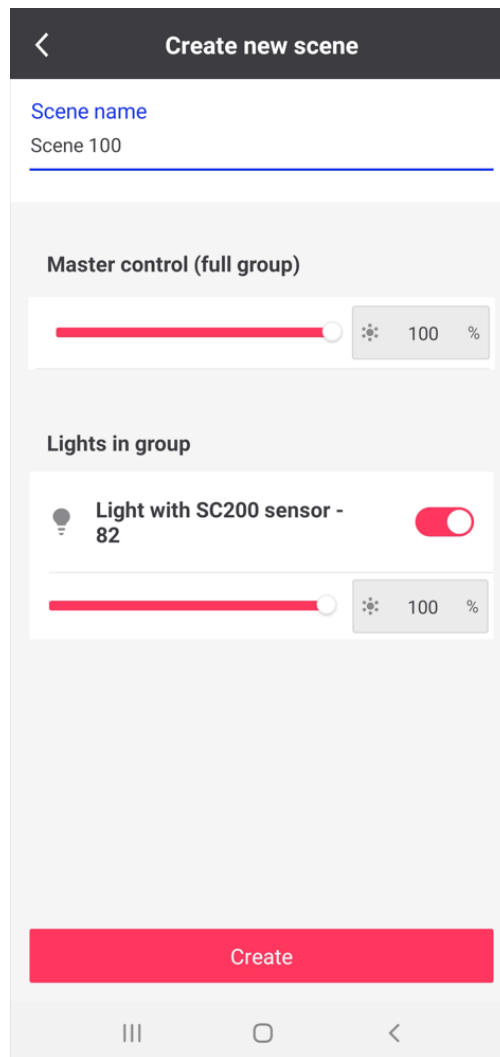 Create new scene
Scene name
Scene 100
Master control (full group)
100 %
Lights in group
Light with SC200 sensor -
82
100 %
Create